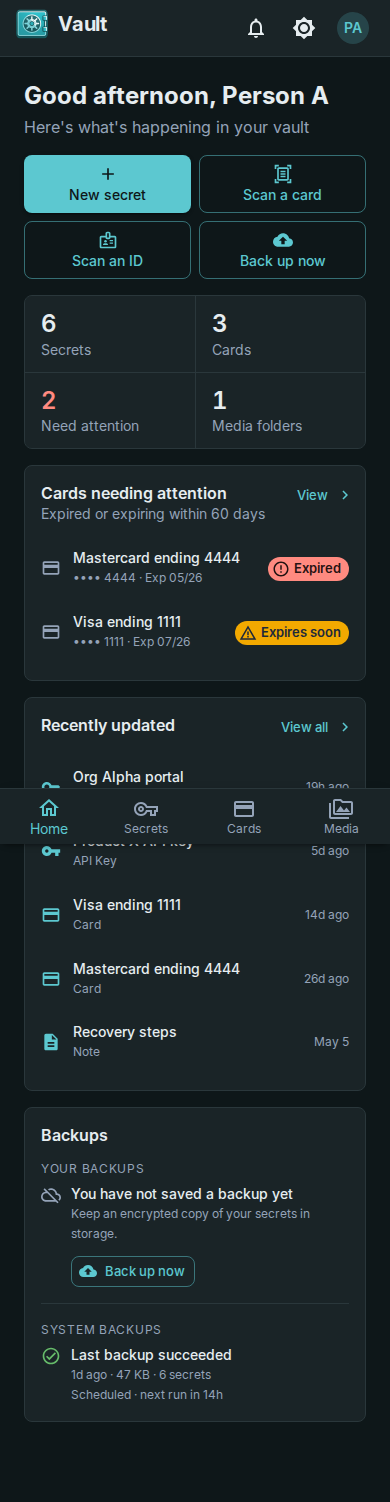 Vault
PA
Good afternoon, Person A
Here's what's happening in your vault
New secret
Scan a card
Scan an ID
Back up now
6
Secrets
3
Cards
2
Need attention
1
Media folders
Cards needing attention
View
Expired or expiring within 60 days
Mastercard ending 4444
•••• 4444 · Exp 05/26
Expired
Visa ending 1111
•••• 1111 · Exp 07/26
Expires soon
Recently updated
View all
Org Alpha portal
19h ago
Home
Secrets
Cards
Media
API Key
5d ago
Visa ending 1111
Card
14d ago
Mastercard ending 4444
Card
26d ago
Recovery steps
Note
May 5
Backups
YOUR BACKUPS
You have not saved a backup yet
Keep an encrypted copy of your secrets in
storage.
Back up now
SYSTEM BACKUPS
Last backup succeeded
1d ago · 47 KB · 6 secrets
Scheduled · next run in 14h